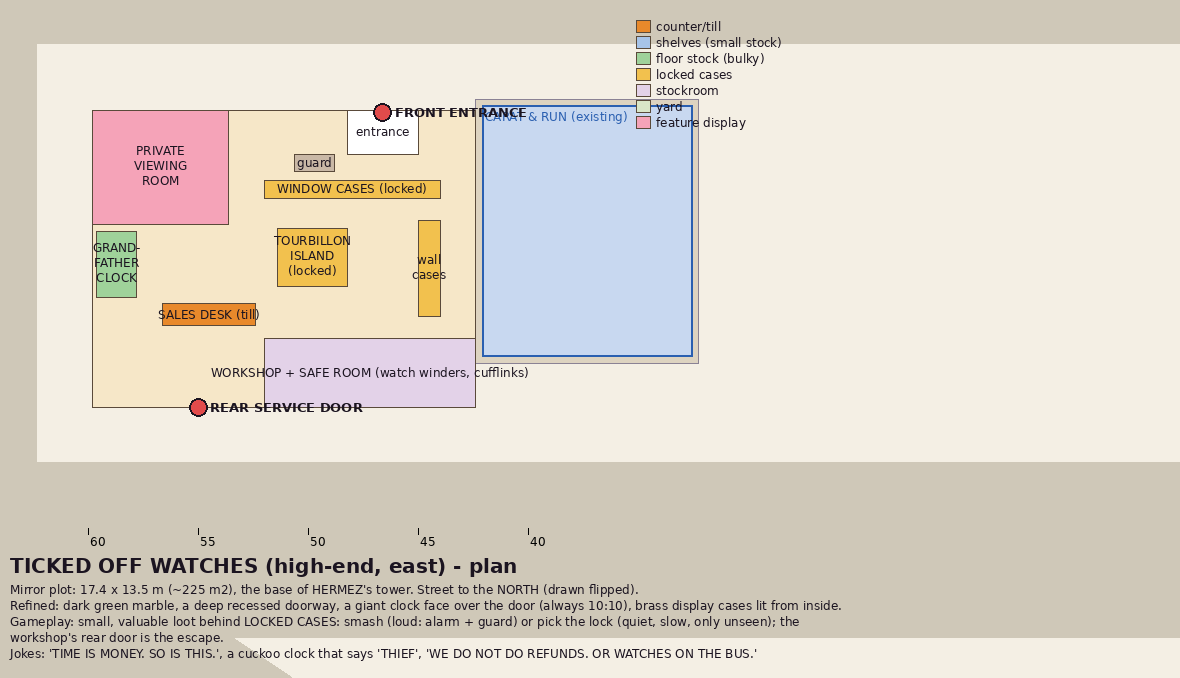 counter/till
shelves (small stock)
floor stock (bulky)
locked cases
stockroom
yard
feature display
FRONT ENTRANCE
CARAT & RUN (existing)
entrance
PRIVATE
VIEWING
ROOM
guard
WINDOW CASES (locked)
GRAND-
FATHER
CLOCK
TOURBILLON
ISLAND
(locked)
wall
cases
SALES DESK (till)
WORKSHOP + SAFE ROOM (watch winders, cufflinks)
REAR SERVICE DOOR
60 55 50 45 40
TICKED OFF WATCHES (high-end, east) - plan
Mirror plot: 17.4 x 13.5 m (~225 m2), the base of HERMEZ's tower. Street to the NORTH (drawn flipped).
Refined: dark green marble, a deep recessed doorway, a giant clock face over the door (always 10:10), brass display cases lit from inside.
Gameplay: small, valuable loot behind LOCKED CASES: smash (loud: alarm + guard) or pick the lock (quiet, slow, only unseen); the
workshop's rear door is the escape.
Jokes: 'TIME IS MONEY. SO IS THIS.', a cuckoo clock that says 'THIEF', 'WE DO NOT DO REFUNDS. OR WATCHES ON THE BUS.'